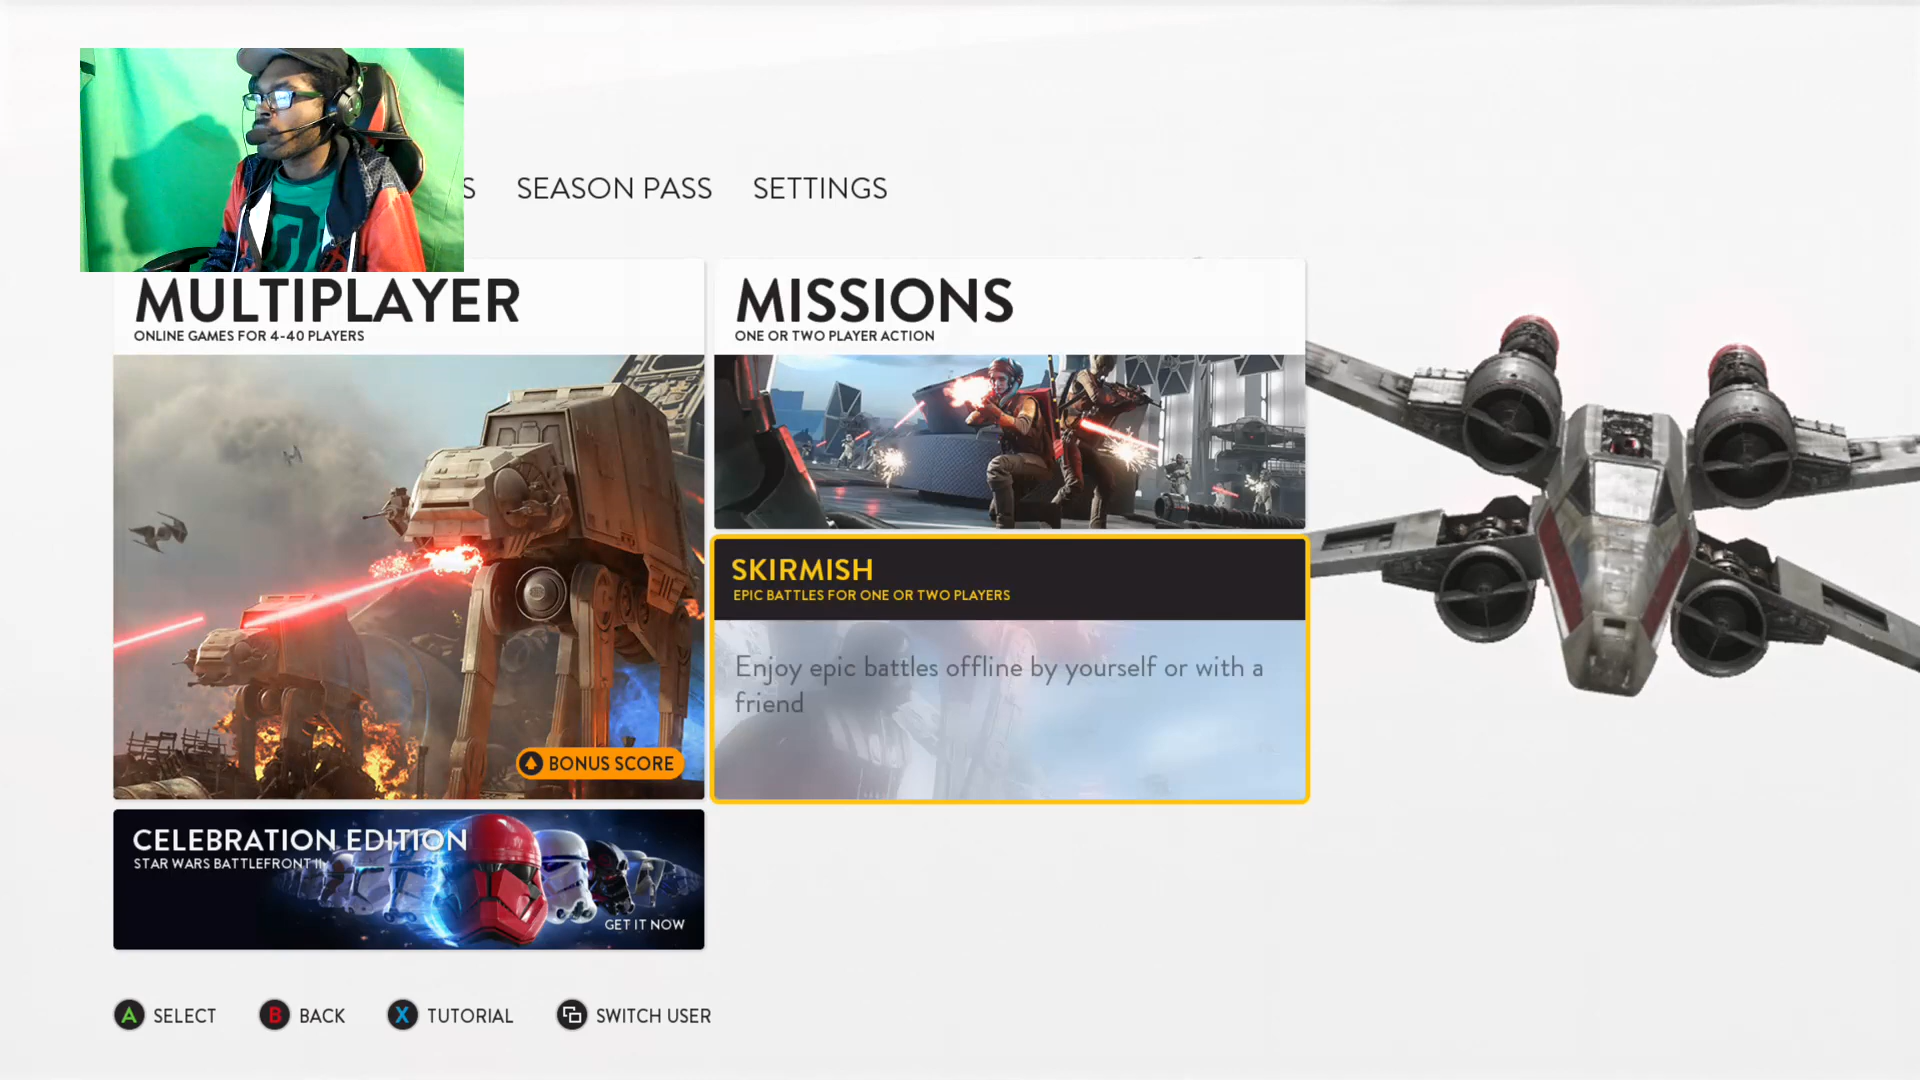 SEASON PASS SETTINGS
MULTIPLAYER
ONLINE GAMES FOR 4-40 PLAYERS
MISSIONS
ONE OR TWO PLAYER ACTION
SKIRMISH
EPIC BATTLES FOR ONE OR TWO PLAYERS
Enjoy epic battles offline by yourself or with a
friend
BONUS SCORE
CELEBRATION EDITION
STAR WARS BATTLEFRONT II
GET IT NOW
A SELECT B BACK X TUTORIAL SWITCH USER